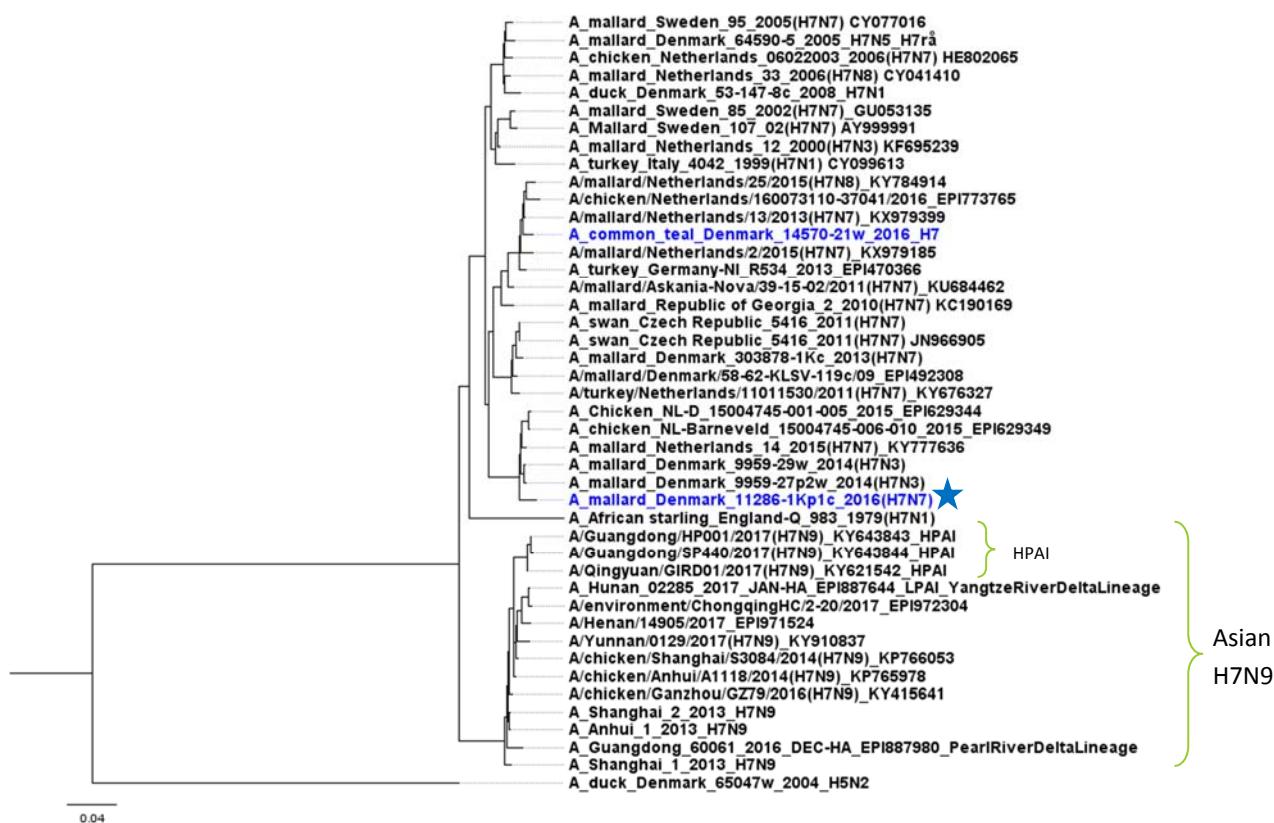 A_mallard_Sweden_95_2005(H7N7) CY077016
A_mallard_Denmark_64590-5_2005_H7N5_H7rå
A_chicken_Netherlands_06022003_2006(H7N7) HE802065
A_mallard_Netherlands_33_2006(H7N8) CY041410
A_duck_Denmark_53-147-8c_2008_H7N1
A_mallard_Sweden_85_2002(H7N7)_GU053135
A_Mallard_Sweden_107_02(H7N7) AY999991
A_mallard_Netherlands_12_2000(H7N3) KF695239
A_turkey_Italy_4042_1999(H7N1) CY099613
A/mallard/Netherlands/25/2015(H7N8)_KY784914
A/chicken/Netherlands/160073110-37041/2016_EPI773765
A/mallard/Netherlands/13/2013(H7N7)_KX979399
A_common_teal_Denmark_14570-21w_2016_H7
A/mallard/Netherlands/2/2015(H7N7)_KX979185
A_turkey_Germany-NI_R534_2013_EPI470366
A/mallard/Askania-Nova/39-15-02/2011(H7N7)_KU684462
A_mallard_Republic of Georgia_2_2010(H7N7) KC190169
A_swan_Czech Republic_5416_2011(H7N7)
A_swan_Czech Republic_5416_2011(H7N7) JN966905
A_mallard_Denmark_303878-1Kc_2013(H7N7)
A/mallard/Denmark/58-62-KLSV-119c/09_EPI492308
A/turkey/Netherlands/11011530/2011(H7N7)_KY676327
A_Chicken_NL-D_15004745-001-005_2015_EPI629344
A_chicken_NL-Barneveld_15004745-006-010_2015_EPI629349
A_mallard_Netherlands_14_2015(H7N7)_KY777636
A_mallard_Denmark_9959-29w_2014(H7N3)
A_mallard_Denmark_9959-27p2w_2014(H7N3)
A_mallard_Denmark_11286-1Kp1c_2016(H7N7)
A_African starling_England-Q_983_1979(H7N1)
A/Guangdong/HP001/2017(H7N9)_KY643843_HPAI
A/Guangdong/SP440/2017(H7N9)_KY643844_HPAI
HPAI
A/Qingyuan/GIRD01/2017(H7N9)_KY621542_HPAI
A_Hunan_02285_2017_JAN-HA_EPI887644_LPAI_YangtzeRiverDeltaLineage
A/environment/ChongqingHC/2-20/2017_EPI972304
A/Henan/14905/2017_EPI971524
A/Yunnan/0129/2017(H7N9)_KY910837
Asian
A/chicken/Shanghai/S3084/2014(H7N9)_KP766053
H7N9
A/chicken/Anhui/A1118/2014(H7N9)_KP765978
A/chicken/Ganzhou/GZ79/2016(H7N9)_KY415641
A_Shanghai_2_2013_H7N9
A_Anhui_1_2013_H7N9
A_Guangdong_60061_2016_DEC-HA_EPI887980_PearlRiverDeltaLineage
A_Shanghai_1_2013_H7N9
A_duck_Denmark_65047w_2004_H5N2
0.04